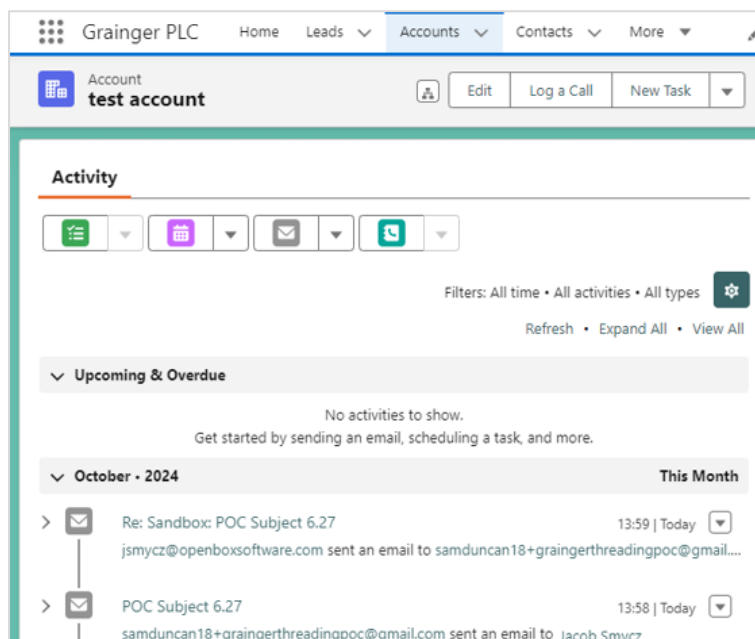 Grainger PLC Home Leads Accounts Contacts More
Account
test account
Edit Log a Call New Task
Activity
Filters: All time • All activities • All types
Refresh • Expand All • View All
Upcoming & Overdue
No activities to show.
Get started by sending an email, scheduling a task, and more.
October • 2024 This Month
Re: Sandbox: POC Subject 6.27 13:59 | Today
jsmycz@openboxsoftware.com sent an email to samduncan18+graingerthreadingpoc@gmail....
POC Subject 6.27 13:58 | Today
samduncan18+graingerthreadingpoc@gmail.com sent an email to Jacob Smycz